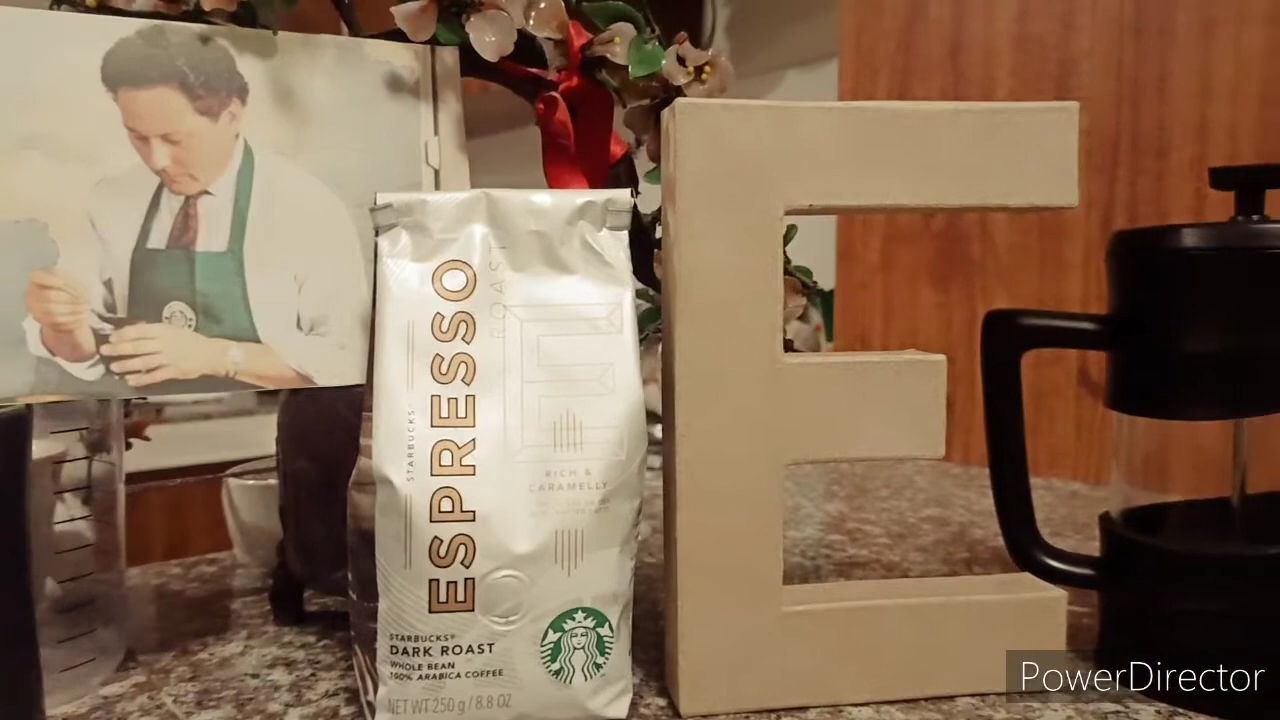 STARBUCKS
ESPRESSO
ROAST
RICH &
CARAMELLY
STARBUCKS®
DARK ROAST
WHOLE BEAN
100% ARABICA COFFEE
NET WT 250 g / 8.8 OZ
E
PowerDirector